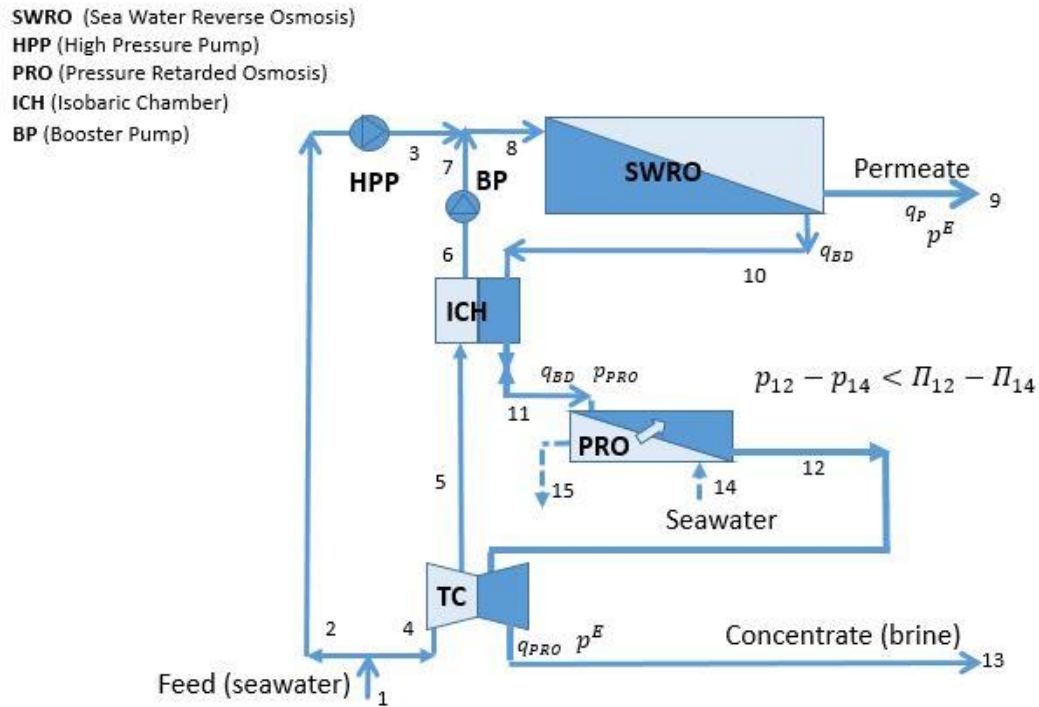 SWRO (Sea Water Reverse Osmosis)
HPP (High Pressure Pump)
PRO (Pressure Retarded Osmosis)
ICH (Isobaric Chamber)
BP (Booster Pump)
3
7
8
HPP
BP
SWRO
Permeate
9
q_P
p^E
q_BD
6
10
ICH
q_BD p_PRO
p_12 − p_14 < Π_12 − Π_14
11
PRO
12
5
15
14
Seawater
TC
2
4
q_PRO p^E
Concentrate (brine)
13
Feed (seawater)
1